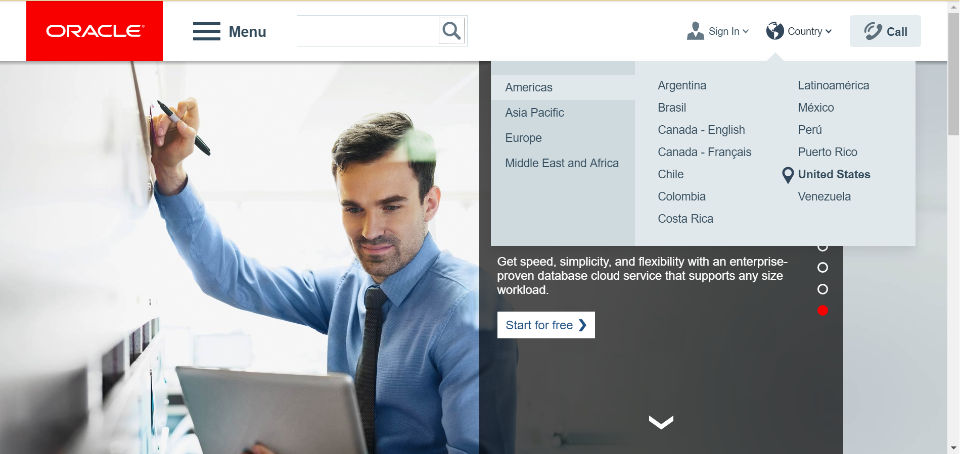 ORACLE
Menu
Sign In
Country
Call
Americas
Asia Pacific
Europe
Middle East and Africa
Argentina
Brasil
Canada - English
Canada - Français
Chile
Colombia
Costa Rica
Latinoamérica
México
Perú
Puerto Rico
United States
Venezuela
Get speed, simplicity, and flexibility with an enterprise-
proven database cloud service that supports any size
workload.
Start for free ❯